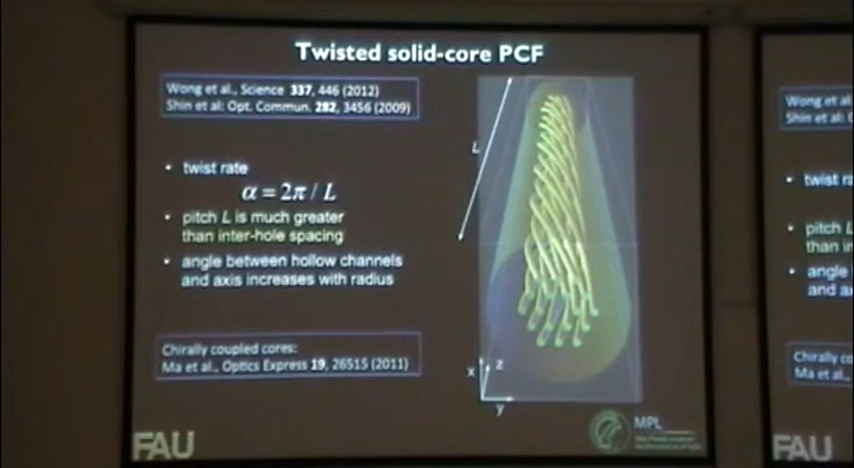 Twisted solid-core PCF
Wong et al., Science 337, 446 (2012)
Shin et al: Opt. Commun. 282, 3456 (2009)
L
• twist rate
α = 2π / L
• pitch L is much greater
than inter-hole spacing
• angle between hollow channels
and axis increases with radius
Chirally coupled cores:
Ma et al., Optics Express 19, 26515 (2011)
x
z
y
FAU
MPL
Wong et al
Shin et al:
• twist ra
• pitch L
than in
• angle
and ax
Chirally co
Ma et al.,
FAU